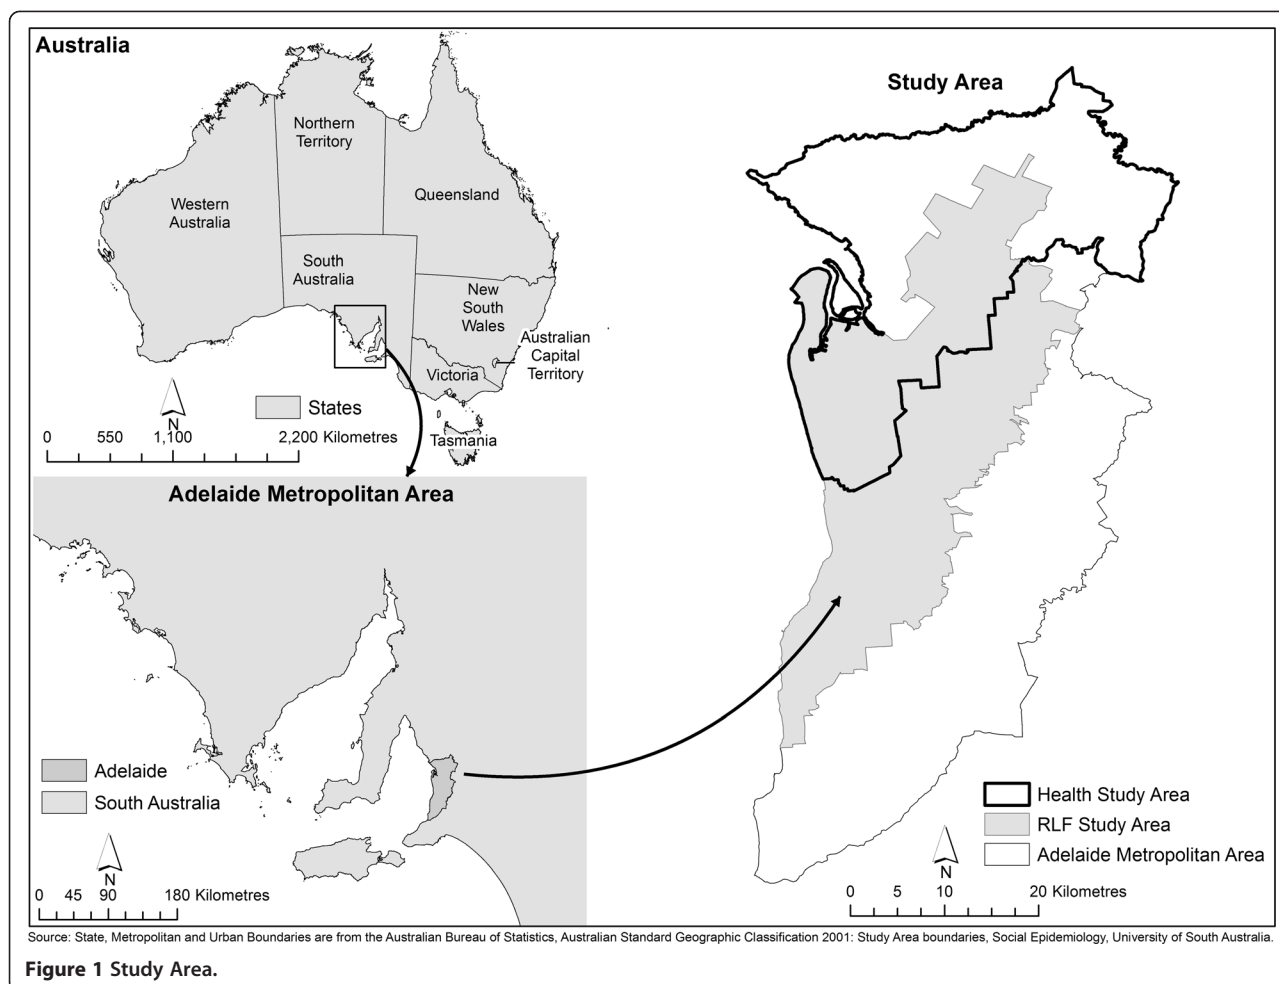 Australia
Northern
Territory
Western
Australia
Queensland
South
Australia
New
South
Wales
Australian
Capital
Territory
Victoria
Tasmania
States
N
0 550 1,100 2,200 Kilometres
Adelaide Metropolitan Area
Adelaide
South Australia
N
0 45 90 180 Kilometres
Study Area
Health Study Area
RLF Study Area
Adelaide Metropolitan Area
N
0 5 10 20 Kilometres
Source: State, Metropolitan and Urban Boundaries are from the Australian Bureau of Statistics, Australian Standard Geographic Classification 2001: Study Area boundaries, Social Epidemiology, University of South Australia.
Figure 1 Study Area.